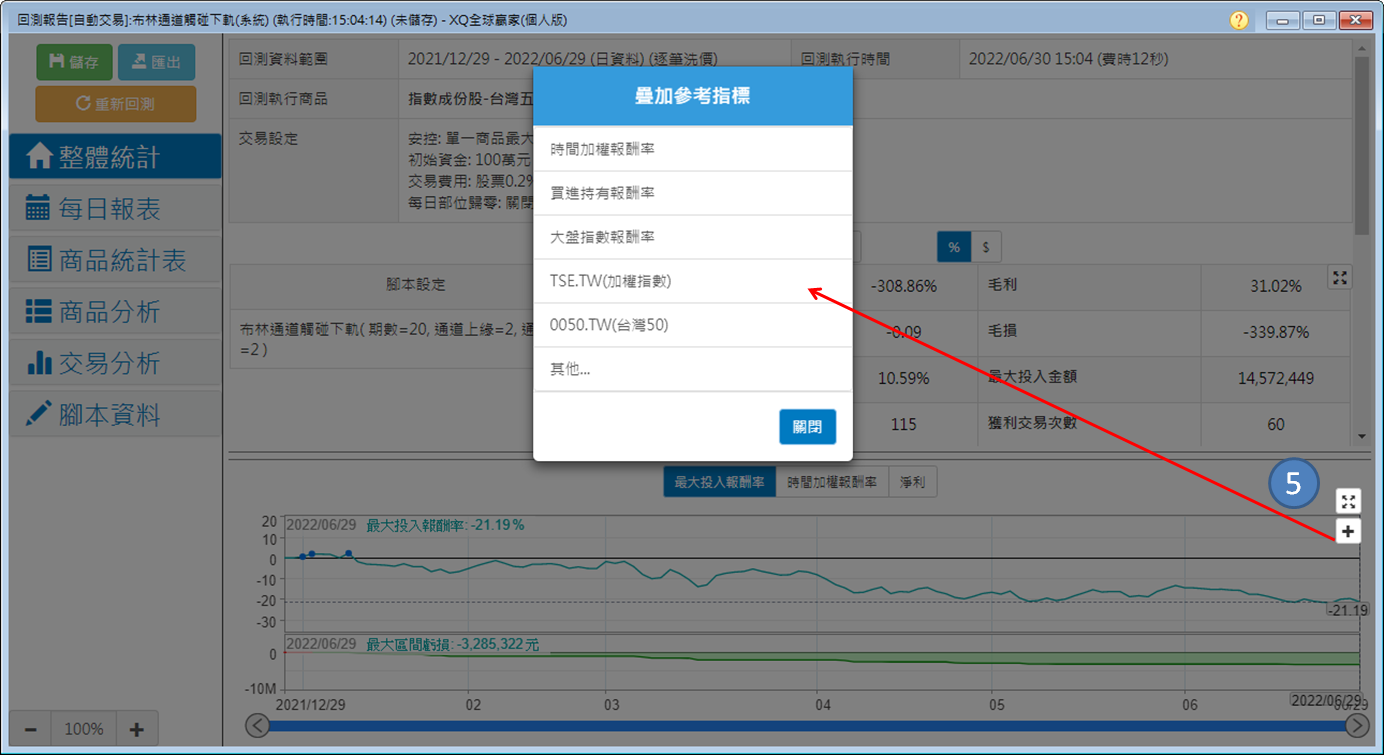 回測報告[自動交易]:布林通道觸碰下軌(系統) (執行時間:15:04:14) (未儲存) - XQ全球贏家(個人版)
儲存
匯出
重新回測
整體統計
每日報表
商品統計表
商品分析
交易分析
腳本資料
100%
回測資料範圍
2021/12/29 - 2022/06/29 (日資料) (逐筆洗價)
回測執行時間
2022/06/30 15:04 (費時12秒)
回測執行商品
指數成份股-台灣五
交易設定
安控: 單一商品最大
初始資金: 100萬元
交易費用: 股票0.29
每日部位歸零: 關閉
疊加參考指標
時間加權報酬率
買進持有報酬率
大盤指數報酬率
TSE.TW(加權指數)
0050.TW(台灣50)
其他...
關閉
% $
腳本設定
布林通道觸碰下軌( 期數=20, 通道上緣=2, 通
=2 )
-308.86% 毛利 31.02%
-0.09 毛損 -339.87%
10.59% 最大投入金額 14,572,449
115 獲利交易次數 60
最大投入報酬率 時間加權報酬率 淨利
5
2022/06/29 最大投入報酬率: -21.19%
20
10
0
-10
-20
-30
-21.19
2022/06/29 最大區間虧損: -3,285,322元
0
-10M
2021/12/29 02 03 04 05 06 2022/06/29